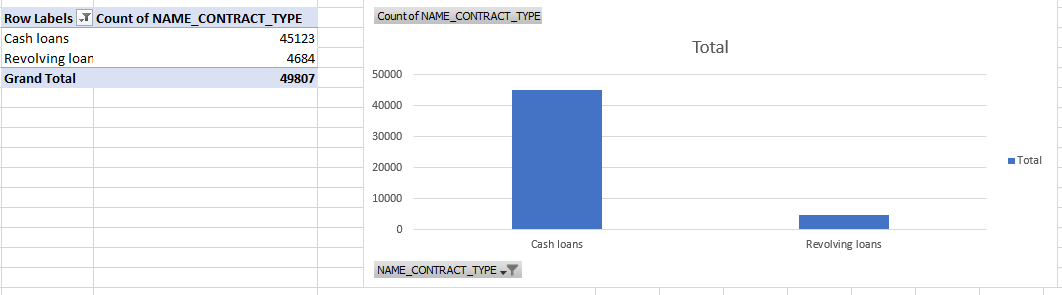 Row Labels Count of NAME_CONTRACT_TYPE
Cash loans 45123
Revolving loan 4684
Grand Total 49807
Count of NAME_CONTRACT_TYPE
Total
50000
40000
30000
20000
10000
0
Cash loans Revolving loans
Total
NAME_CONTRACT_TYPE